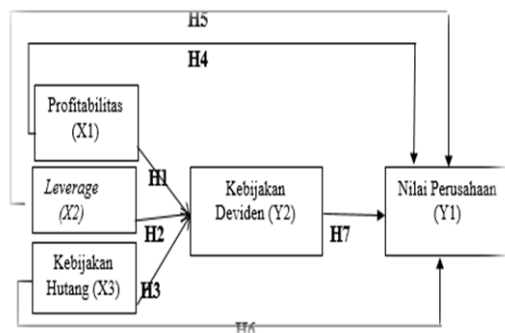 H5
H4
Profitabilitas
(X1)
H1
Leverage
(X2)
H2
Kebijakan
Deviden (Y2)
H7
Nilai Perusahaan
(Y1)
Kebijakan
Hutang (X3)
H3
H6